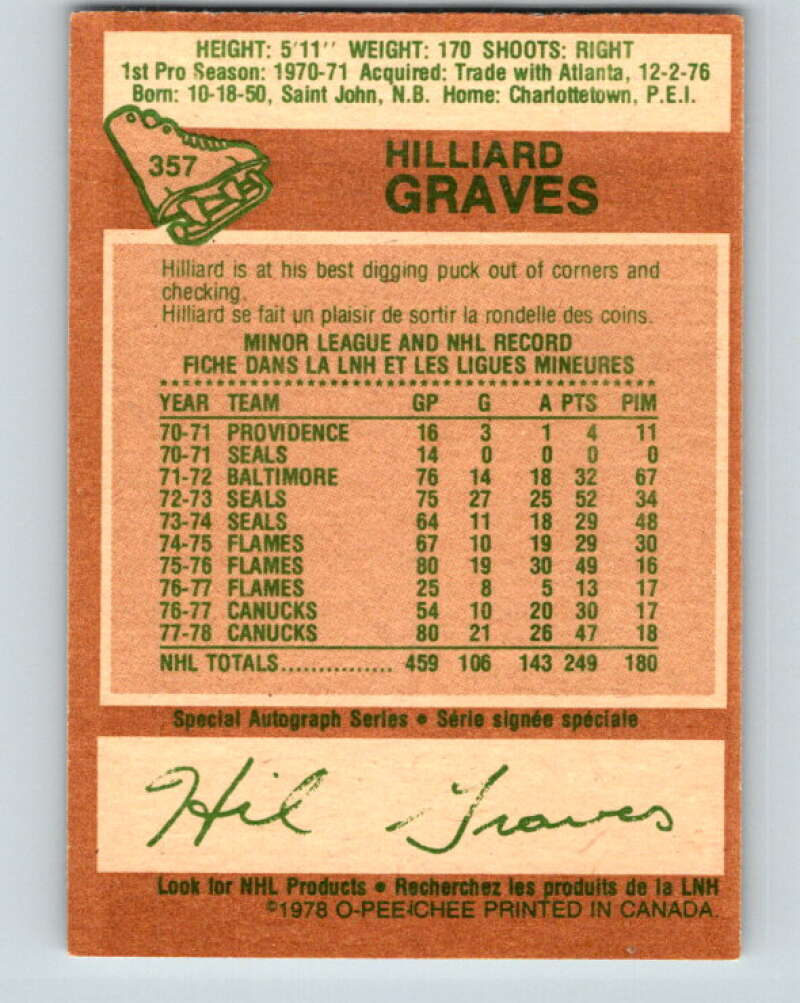 HEIGHT: 5'11'' WEIGHT: 170 SHOOTS: RIGHT
1st Pro Season: 1970-71 Acquired: Trade with Atlanta, 12-2-76
Born: 10-18-50, Saint John, N.B. Home: Charlottetown, P.E.I.
357
HILLIARD
GRAVES
Hilliard is at his best digging puck out of corners and
checking.
Hilliard se fait un plaisir de sortir la rondelle des coins.
MINOR LEAGUE AND NHL RECORD
FICHE DANS LA LNH ET LES LIGUES MINEURES
YEAR TEAM GP G A PTS PIM
70-71 PROVIDENCE 16 3 1 4 11
70-71 SEALS 14 0 0 0 0
71-72 BALTIMORE 76 14 18 32 67
72-73 SEALS 75 27 25 52 34
73-74 SEALS 64 11 18 29 48
74-75 FLAMES 67 10 19 29 30
75-76 FLAMES 80 19 30 49 16
76-77 FLAMES 25 8 5 13 17
76-77 CANUCKS 54 10 20 30 17
77-78 CANUCKS 80 21 26 47 18
NHL TOTALS............... 459 106 143 249 180
Special Autograph Series • Série signée spéciale
Hil Graves
Look for NHL Products • Recherchez les produits de la LNH
©1978 O-PEE-CHEE PRINTED IN CANADA.